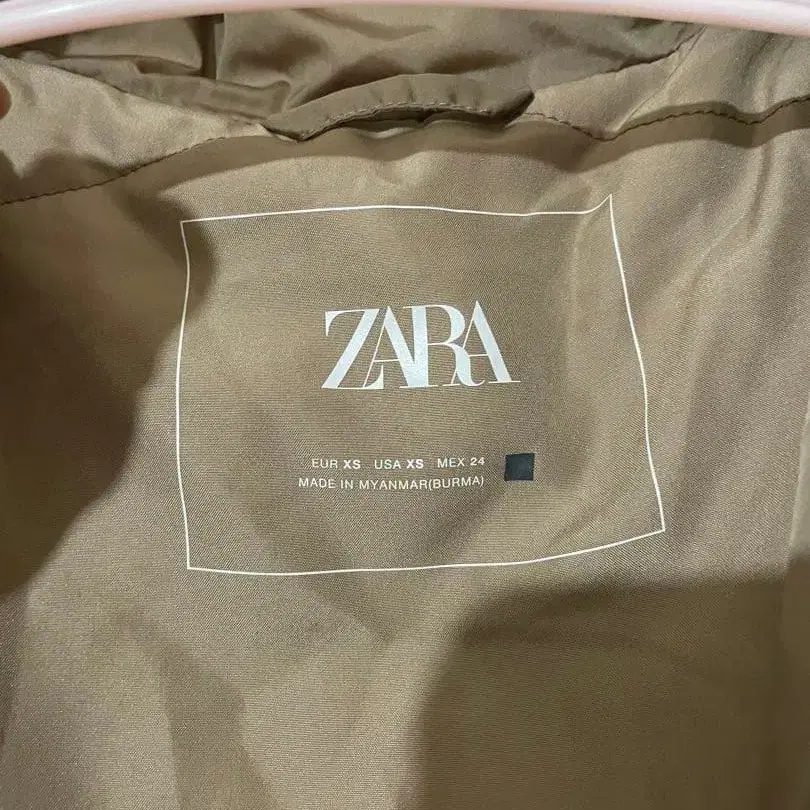 ZARA
EUR XS USA XS MEX 24
MADE IN MYANMAR(BURMA)